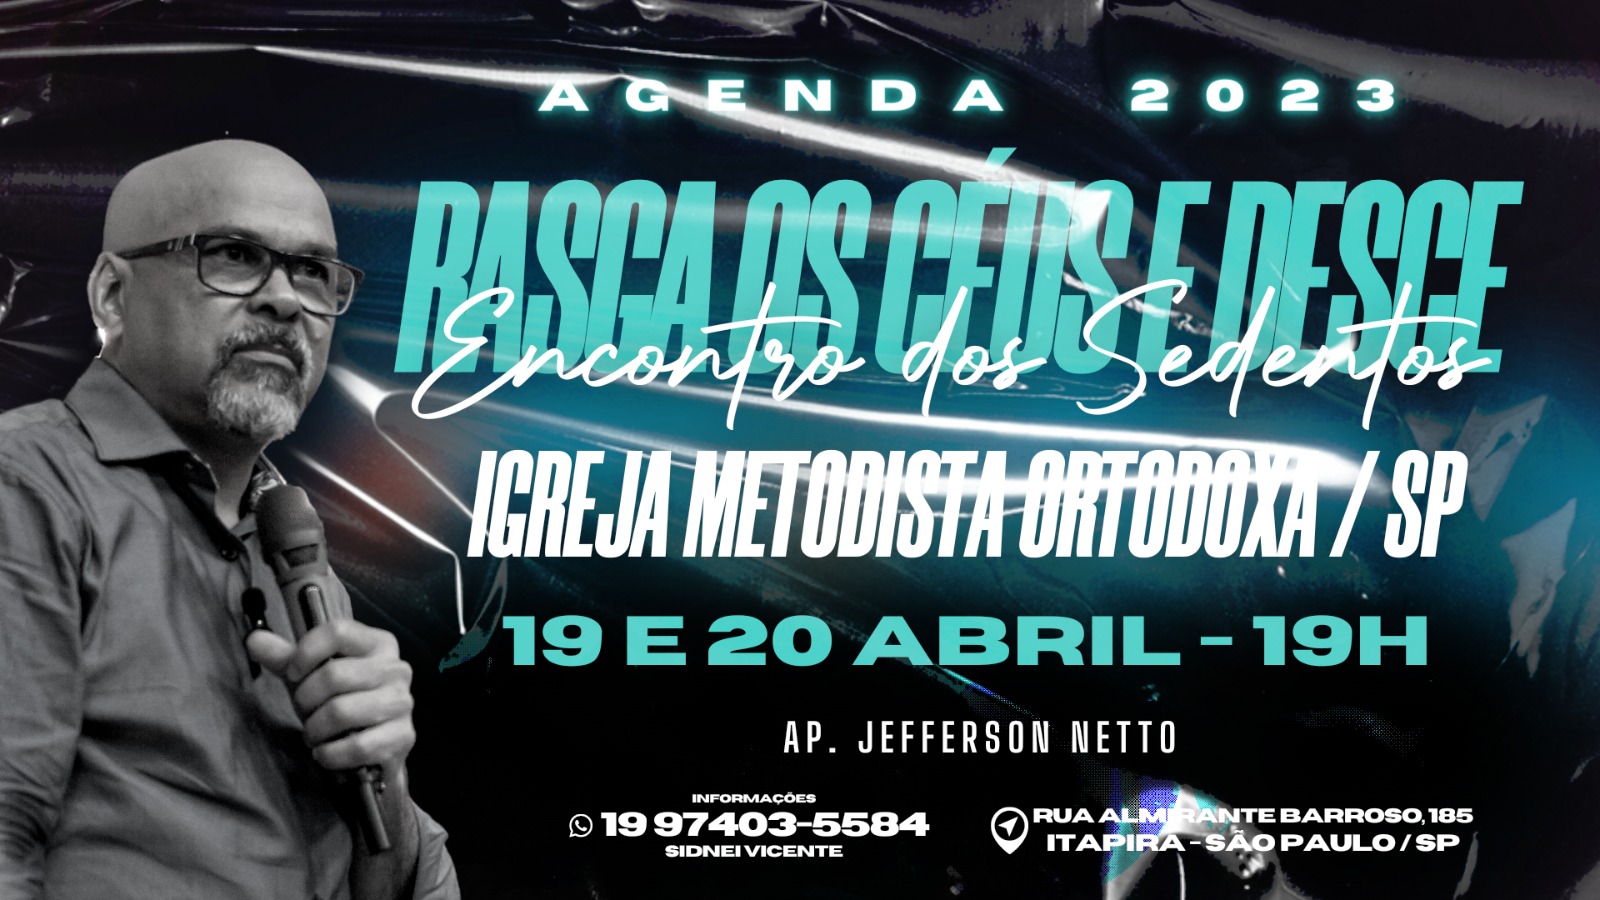 AGENDA 2023
RASGA OS CÉUS E DESCE
Encontro dos Sedentos
IGREJA METODISTA ORTODOXA / SP
19 E 20 ABRIL - 19H
AP. JEFFERSON NETTO
INFORMAÇÕES
19 97403-5584
SIDNEI VICENTE
RUA ALMIRANTE BARROSO, 185
ITAPIRA - SÃO PAULO / SP